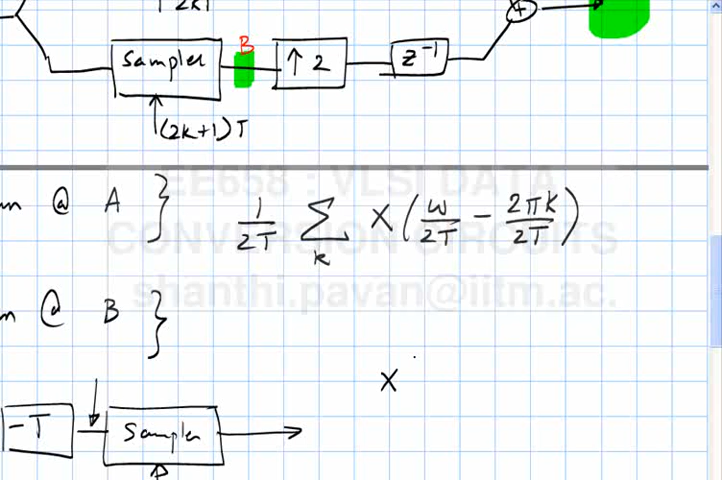 ↑ 2kT
+
Sampler B ↑ 2 z⁻¹
↑ (2k+1)T
EE658 : VLSI DATA
m @ A } 1/2T Σ_k X( ω/2T − 2πk/2T )
CONVERSION CIRCUITS
shanthi.pavan@iitm.ac.
m @ B }
X
-T Sampler